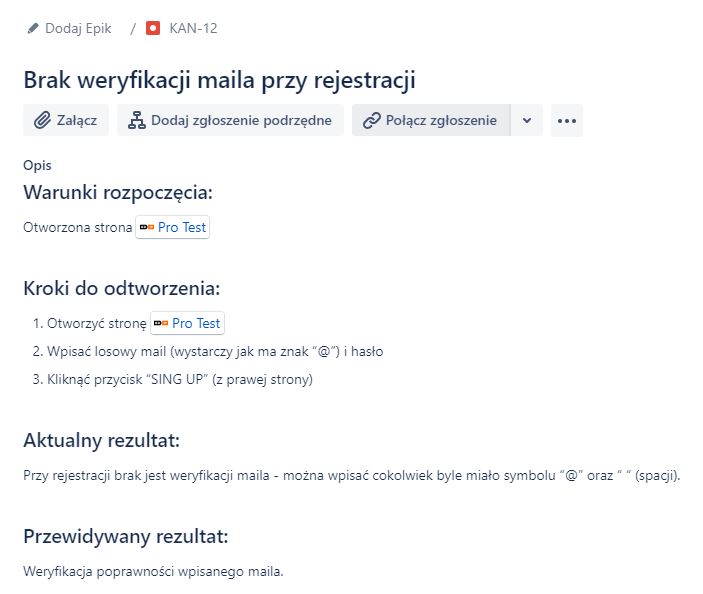 Dodaj Epik / KAN-12
Brak weryfikacji maila przy rejestracji
Załącz Dodaj zgłoszenie podrzędne Połącz zgłoszenie
Opis
Warunki rozpoczęcia:
Otworzona strona Pro Test
Kroki do odtworzenia:
1. Otworzyć stronę Pro Test
2. Wpisać losowy mail (wystarczy jak ma znak “@”) i hasło
3. Kliknąć przycisk “SING UP” (z prawej strony)
Aktualny rezultat:
Przy rejestracji brak jest weryfikacji maila - można wpisać cokolwiek byle miało symbolu “@” oraz “ “ (spacji).
Przewidywany rezultat:
Weryfikacja poprawności wpisanego maila.